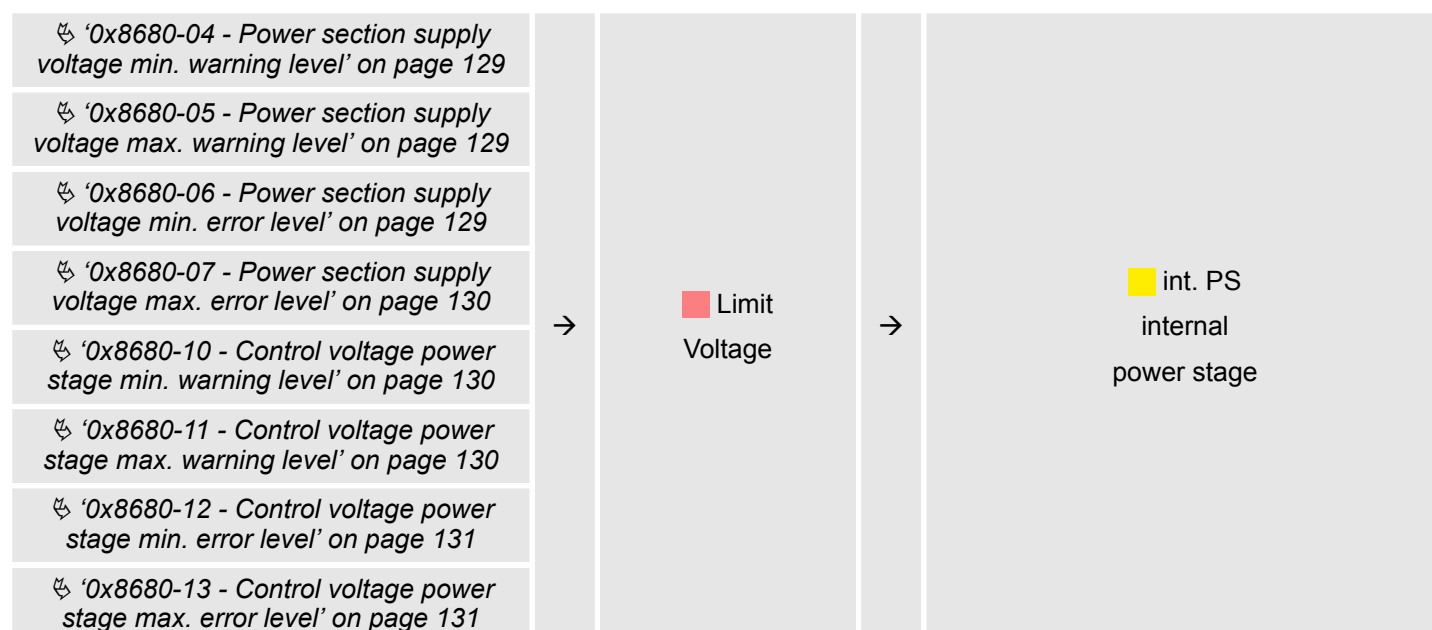 ↳ ‘0x8680-04 - Power section supply
voltage min. warning level’ on page 129
↳ ‘0x8680-05 - Power section supply
voltage max. warning level’ on page 129
↳ ‘0x8680-06 - Power section supply
voltage min. error level’ on page 129
↳ ‘0x8680-07 - Power section supply
voltage max. error level’ on page 130
↳ ‘0x8680-10 - Control voltage power
stage min. warning level’ on page 130
↳ ‘0x8680-11 - Control voltage power
stage max. warning level’ on page 130
↳ ‘0x8680-12 - Control voltage power
stage min. error level’ on page 131
↳ ‘0x8680-13 - Control voltage power
stage max. error level’ on page 131
→
Limit
Voltage
→
int. PS
internal
power stage